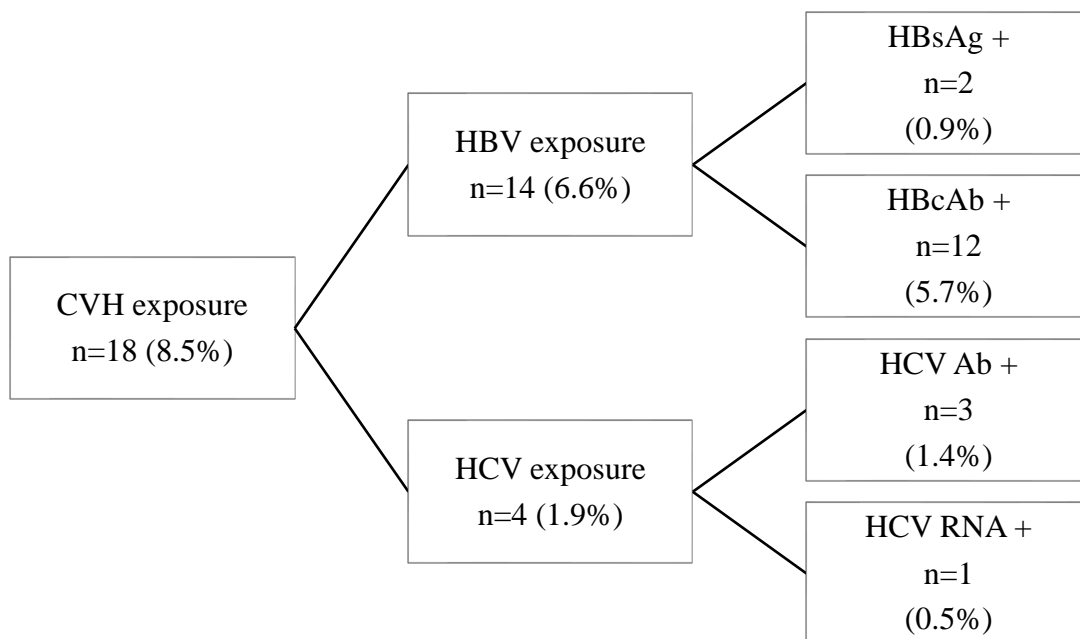 CVH exposure
n=18 (8.5%)
HBV exposure
n=14 (6.6%)
HBsAg +
n=2
(0.9%)
HBcAb +
n=12
(5.7%)
HCV exposure
n=4 (1.9%)
HCV Ab +
n=3
(1.4%)
HCV RNA +
n=1
(0.5%)